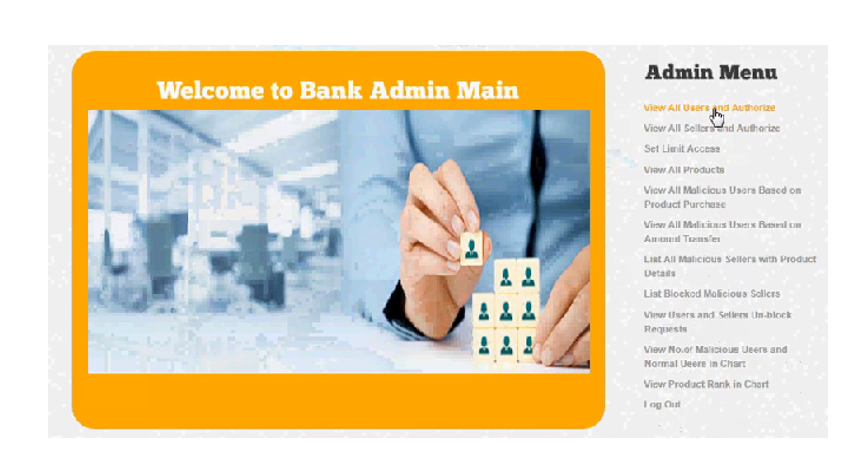 Welcome to Bank Admin Main
Admin Menu
View All Users and Authorize
View All Sellers and Authorize
Set Limit Access
View All Products
View All Malicious Users Based on
Product Purchase
View All Malicious Users Based on
Amount Transfer
List All Malicious Sellers with Product
Details
List Blocked Malicious Sellers
View Users and Sellers Un-block
Requests
View No.of Malicious Users and
Normal Users in Chart
View Product Rank in Chart
Log Out